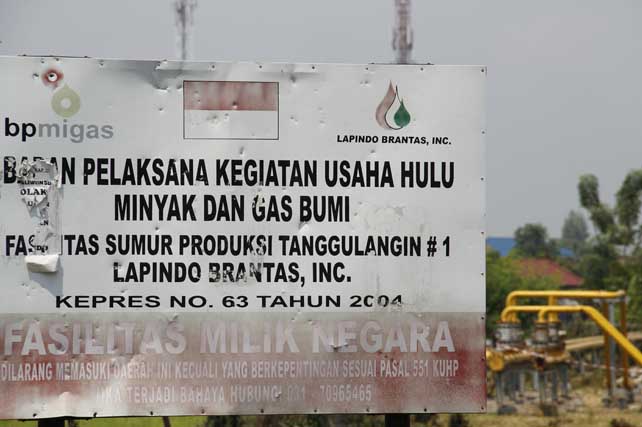 bpmigas
LAPINDO BRANTAS, INC.
BADAN PELAKSANA KEGIATAN USAHA HULU
MINYAK DAN GAS BUMI
FASILITAS SUMUR PRODUKSI TANGGULANGIN # 1
LAPINDO BRANTAS, INC.
KEPRES NO. 63 TAHUN 2004
FASILITAS MILIK NEGARA
DILARANG MEMASUKI DAERAH INI KECUALI YANG BERKEPENTINGAN SESUAI PASAL 551 KUHP
JIKA TERJADI BAHAYA HUBUNGI 031 70965465